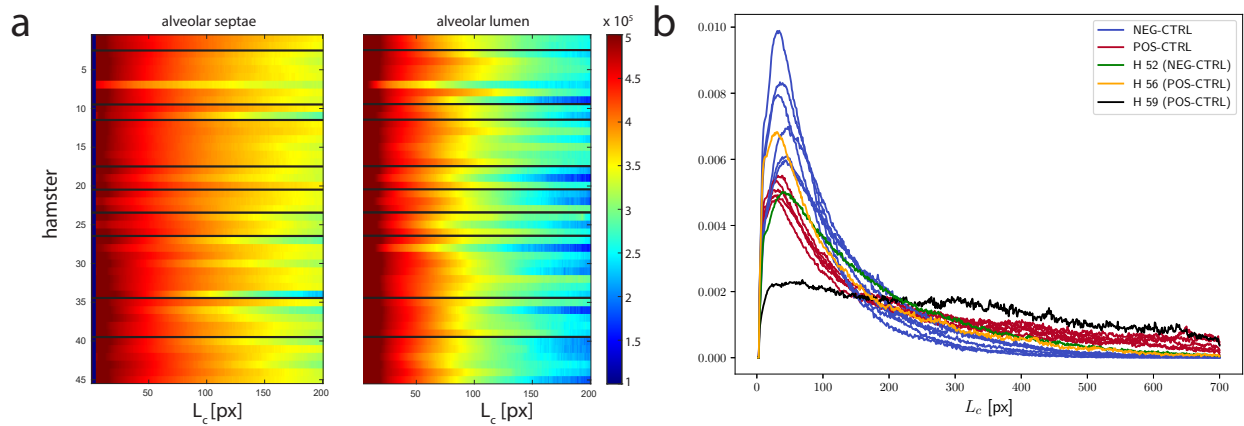 a
alveolar septae
alveolar lumen
x 10⁵
5
4.5
4
3.5
3
2.5
2
1.5
1
hamster
5
10
15
20
25
30
35
40
45
50
100
150
200
L_c [px]
50
100
150
200
L_c [px]
b
0.010
0.008
0.006
0.004
0.002
0.000
NEG-CTRL
POS-CTRL
H 52 (NEG-CTRL)
H 56 (POS-CTRL)
H 59 (POS-CTRL)
0
100
200
300
400
500
600
700
L_c [px]